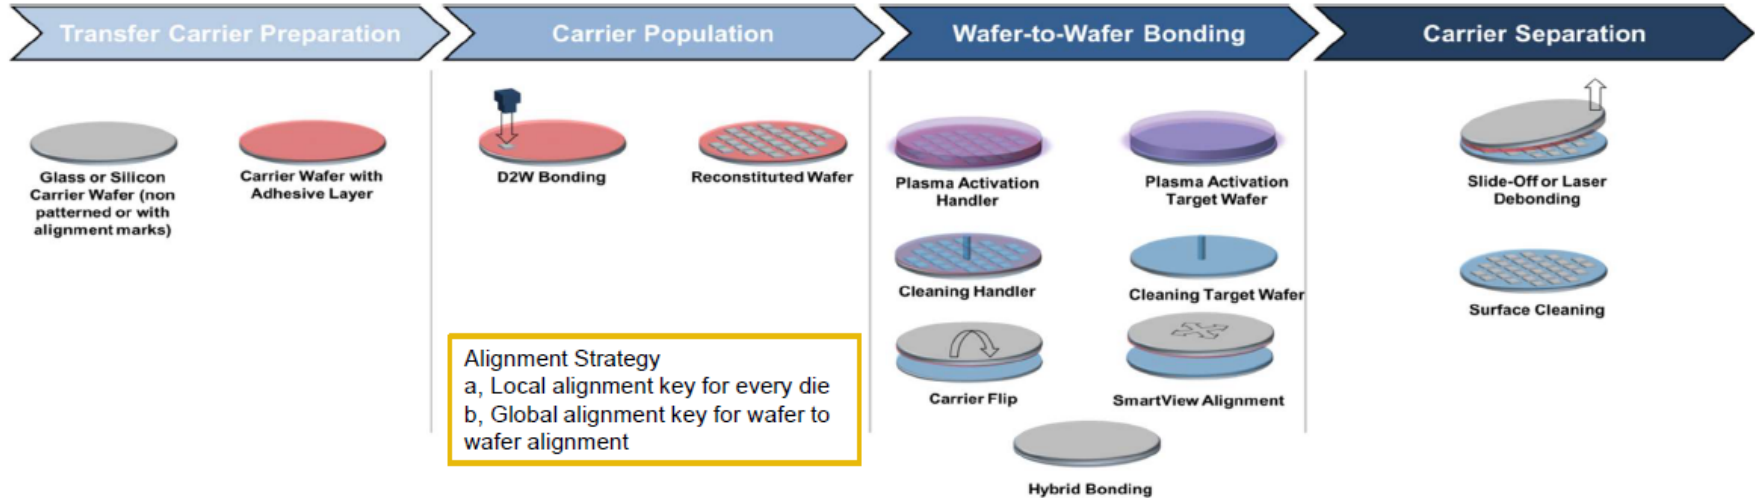 Transfer Carrier Preparation
Carrier Population
Wafer-to-Wafer Bonding
Carrier Separation
Glass or Silicon
Carrier Wafer (non
patterned or with
alignment marks)
Carrier Wafer with
Adhesive Layer
D2W Bonding
Reconstituted Wafer
Alignment Strategy
a, Local alignment key for every die
b, Global alignment key for wafer to
wafer alignment
Plasma Activation
Handler
Plasma Activation
Target Wafer
Cleaning Handler
Cleaning Target Wafer
Carrier Flip
SmartView Alignment
Hybrid Bonding
Slide-Off or Laser
Debonding
Surface Cleaning